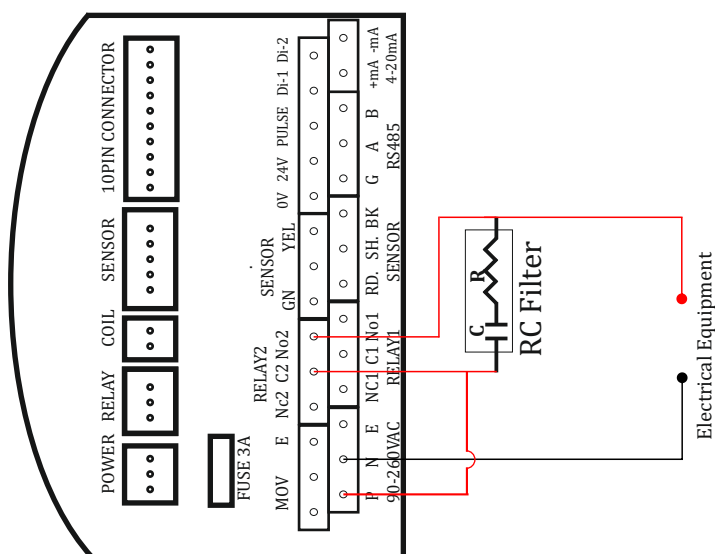 10PIN CONNECTOR
SENSOR
COIL
RELAY
POWER
FUSE 3A
0V 24V PULSE Di-1 Di-2
SENSOR
GN YEL
RELAY2
Nc2 C2 No2
MOV E
+mA -mA
4-20mA
G A B
RS485
RD. SH. BK
SENSOR
NC1 C1 No1
RELAY1
P N E
90-260VAC
C R
RC Filter
Electrical Equipment